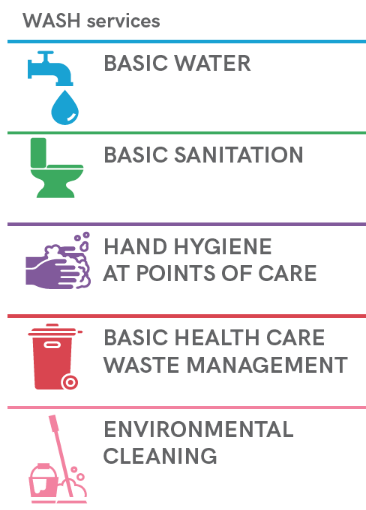 WASH services
BASIC WATER
BASIC SANITATION
HAND HYGIENE
AT POINTS OF CARE
BASIC HEALTH CARE
WASTE MANAGEMENT
ENVIRONMENTAL
CLEANING